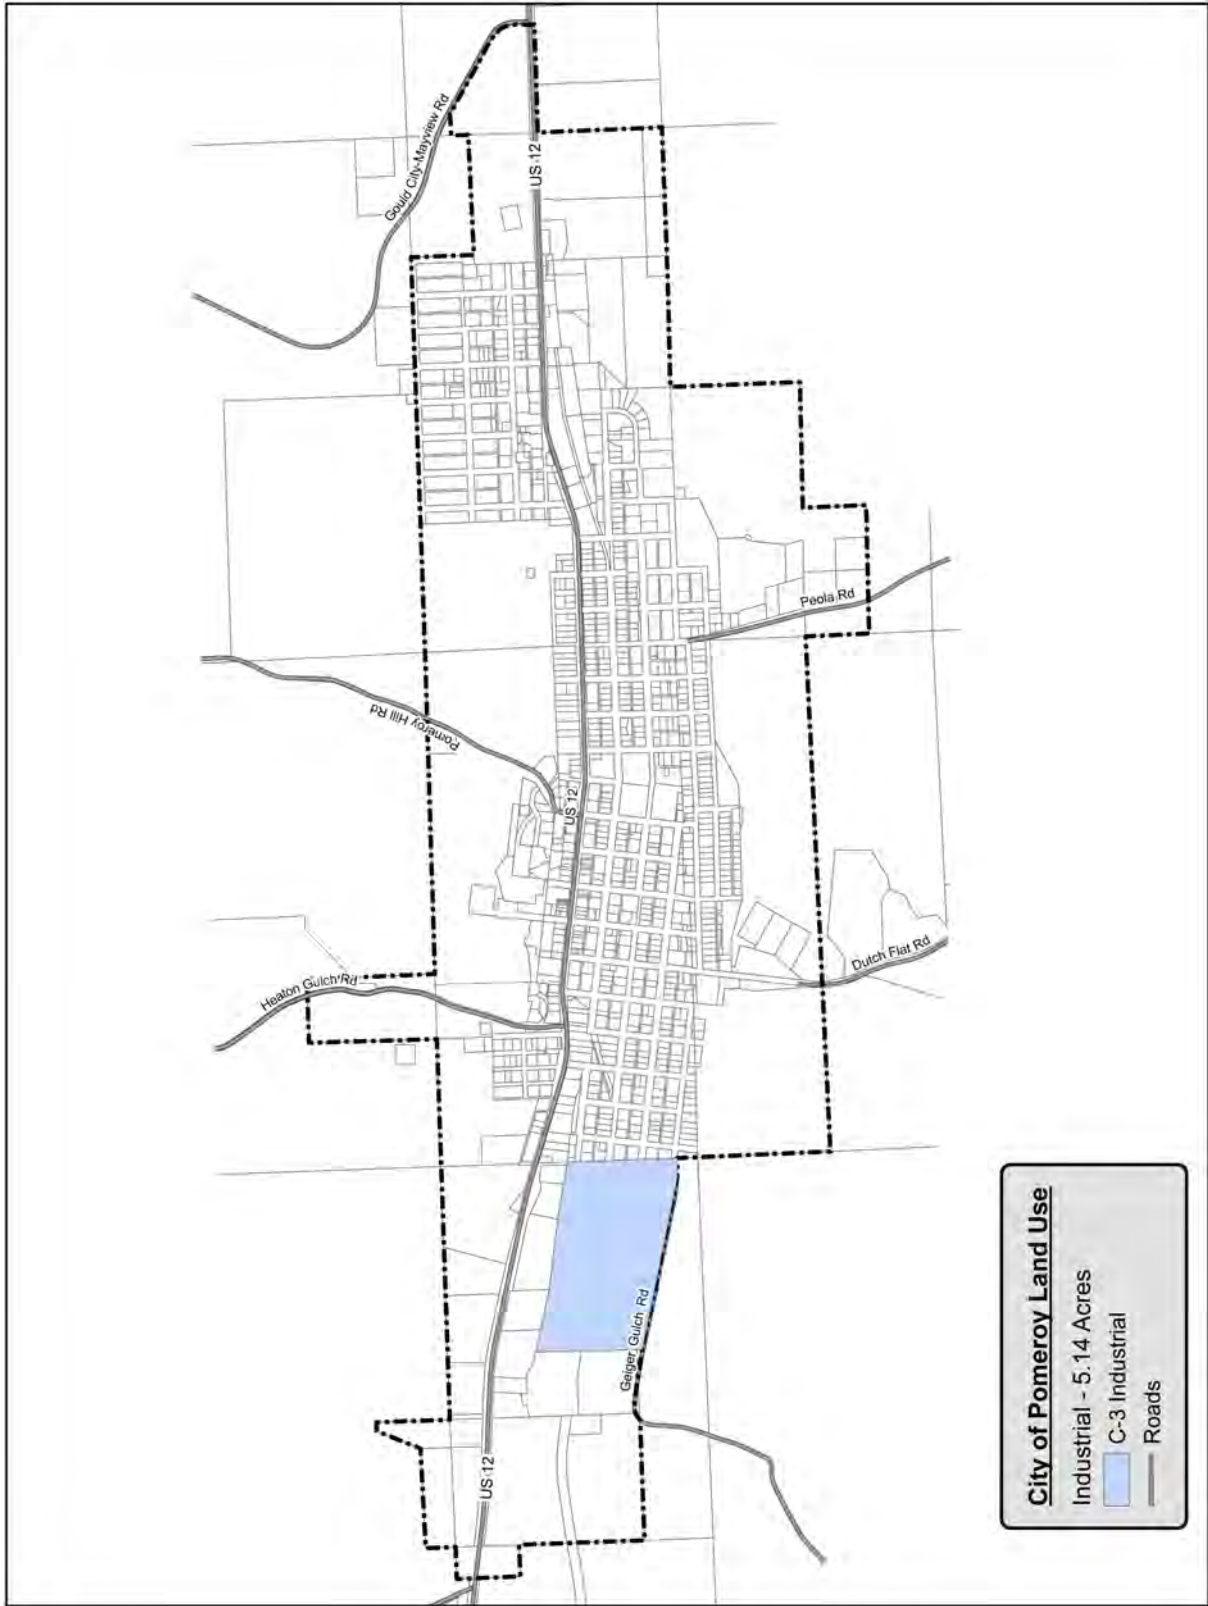 Gould City-Mayview Rd
US 12
Peola Rd
Pomeroy Hill Rd
US 12
Dutch Flat Rd
Heaton Gulch Rd
Geiger Gulch Rd
US 12
City of Pomeroy Land Use
Industrial - 5.14 Acres
C-3 Industrial
Roads